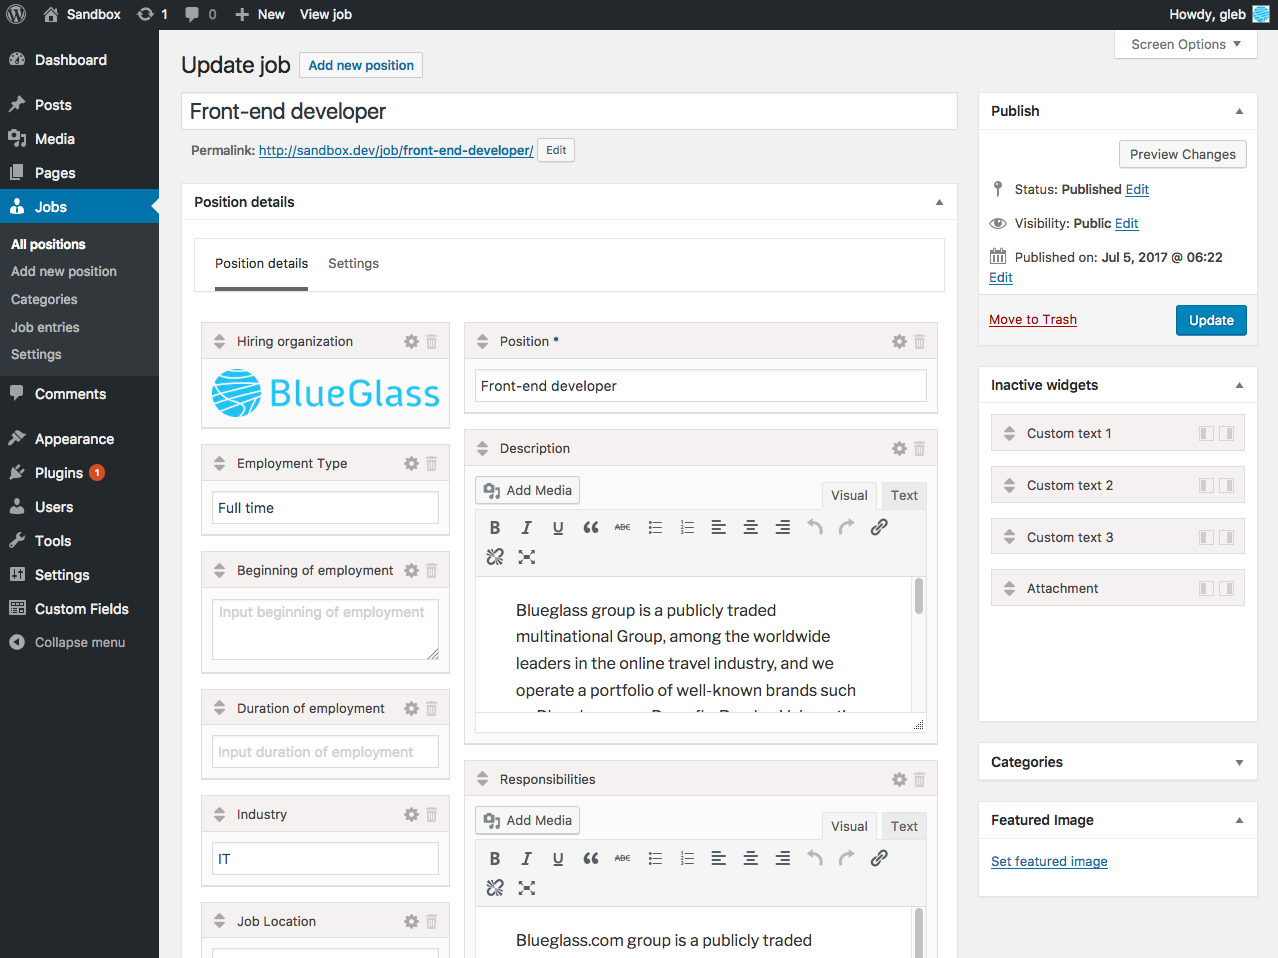 Sandbox 1 0 New View job Howdy, gleb
Screen Options
Dashboard
Posts
Media
Pages
Jobs
All positions
Add new position
Categories
Job entries
Settings
Comments
Appearance
Plugins 1
Users
Tools
Settings
Custom Fields
Collapse menu
Update job Add new position
Front-end developer
Permalink: http://sandbox.dev/job/front-end-developer/ Edit
Position details
Position details Settings
Hiring organization
BlueGlass
Employment Type
Full time
Beginning of employment
Input beginning of employment
Duration of employment
Input duration of employment
Industry
IT
Job Location
Position *
Front-end developer
Description
Add Media Visual Text
B I U ABC
Blueglass group is a publicly traded
multinational Group, among the worldwide
leaders in the online travel industry, and we
operate a portfolio of well-known brands such
Responsibilities
Add Media Visual Text
B I U ABC
Blueglass.com group is a publicly traded
Publish
Preview Changes
Status: Published Edit
Visibility: Public Edit
Published on: Jul 5, 2017 @ 06:22
Edit
Move to Trash Update
Inactive widgets
Custom text 1
Custom text 2
Custom text 3
Attachment
Categories
Featured Image
Set featured image